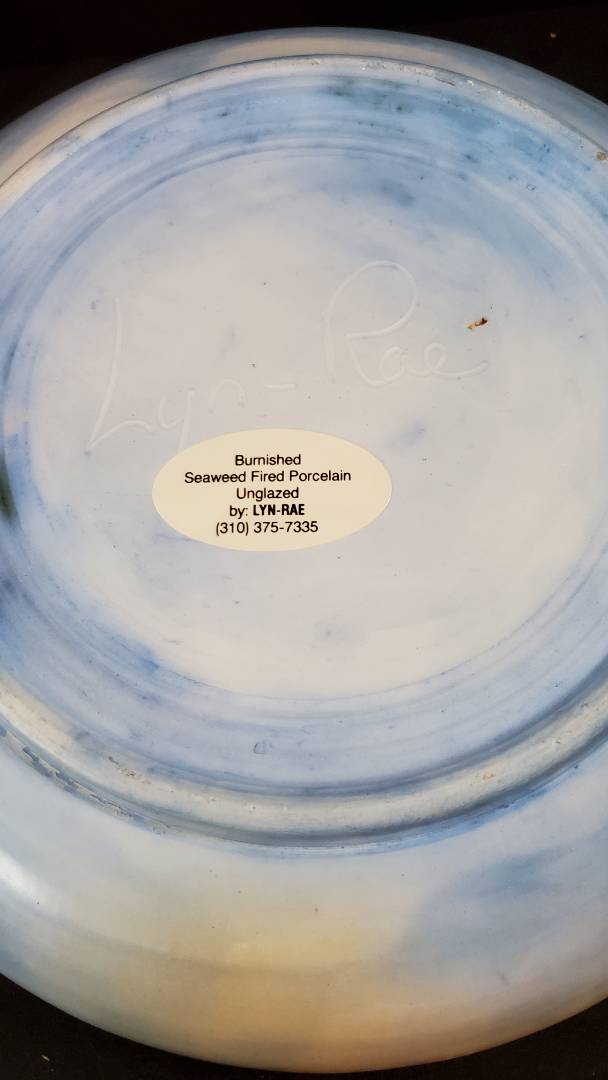 Lyn-Rae
Burnished
Seaweed Fired Porcelain
Unglazed
by: LYN-RAE
(310) 375-7335